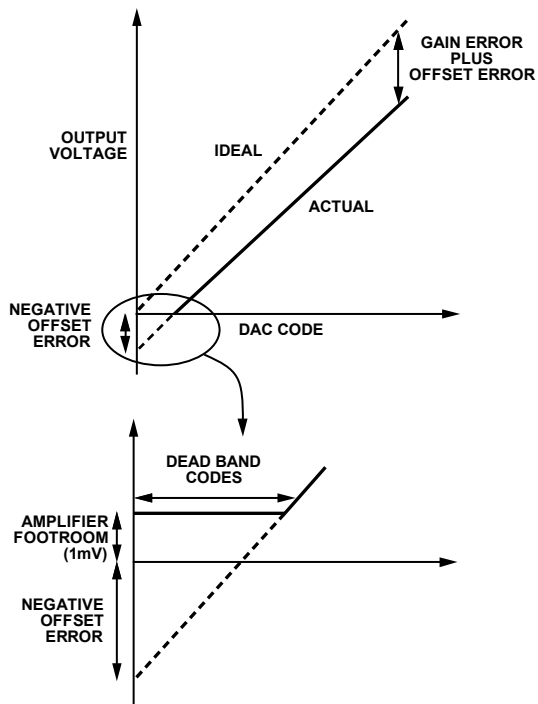 GAIN ERROR
PLUS
OFFSET ERROR
OUTPUT
VOLTAGE
IDEAL
ACTUAL
NEGATIVE
OFFSET
ERROR
DAC CODE
DEAD BAND
CODES
AMPLIFIER
FOOTROOM
(1mV)
NEGATIVE
OFFSET
ERROR